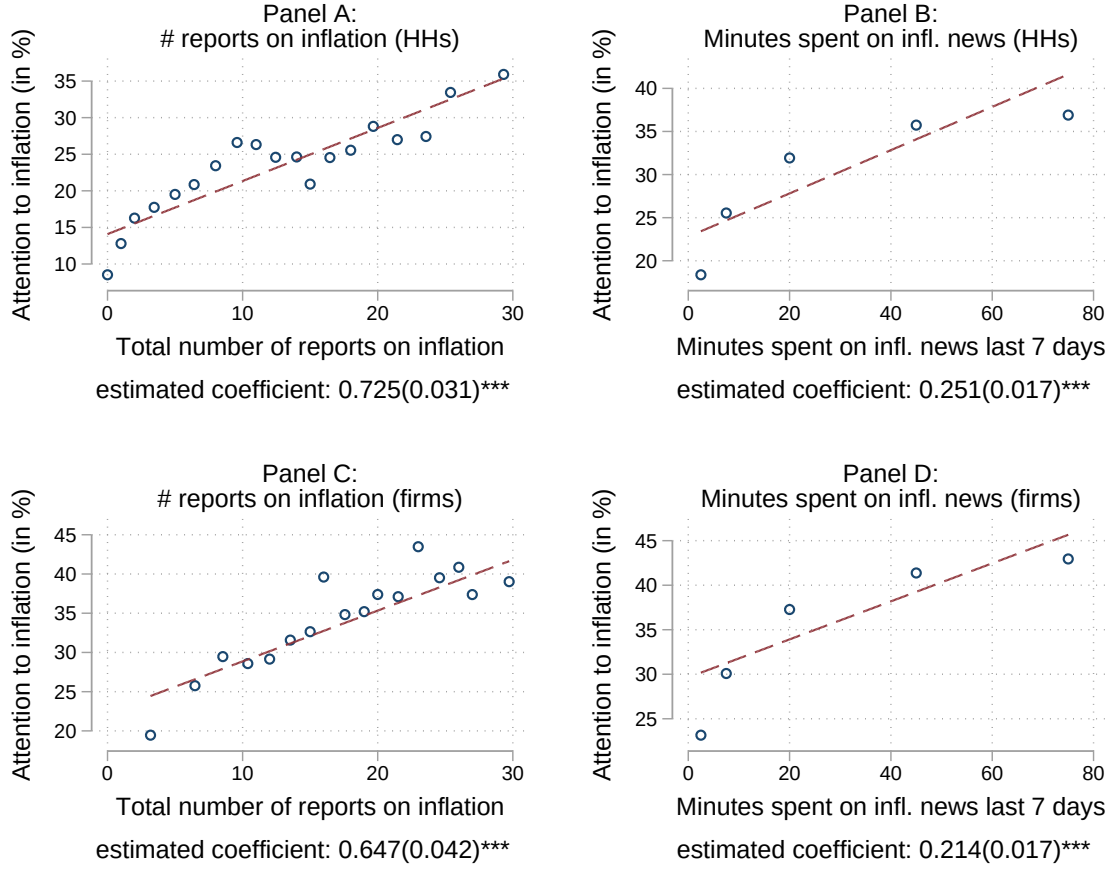 Panel A:
# reports on inflation (HHs)
Attention to inflation (in %)
35
30
25
20
15
10
0 10 20 30
Total number of reports on inflation
estimated coefficient: 0.725(0.031)***
Panel B:
Minutes spent on infl. news (HHs)
Attention to inflation (in %)
40
35
30
25
20
0 20 40 60 80
Minutes spent on infl. news last 7 days
estimated coefficient: 0.251(0.017)***
Panel C:
# reports on inflation (firms)
Attention to inflation (in %)
45
40
35
30
25
20
0 10 20 30
Total number of reports on inflation
estimated coefficient: 0.647(0.042)***
Panel D:
Minutes spent on infl. news (firms)
Attention to inflation (in %)
45
40
35
30
25
0 20 40 60 80
Minutes spent on infl. news last 7 days
estimated coefficient: 0.214(0.017)***